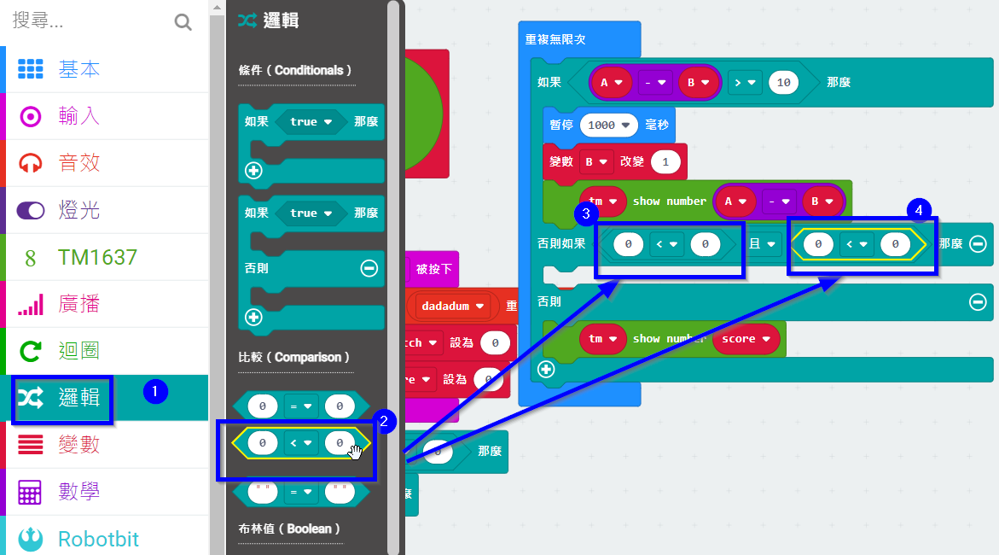 搜尋...
基本
輸入
音效
燈光
8 TM1637
廣播
迴圈
邏輯 1
變數
數學
Robotbit
邏輯
條件 ( Conditionals )
如果 true 那麼
如果 true 那麼
否則
比較 ( Comparison )
0 = 0
2
0 < 0
" " = " "
布林值 ( Boolean )
被按下
dadadum 重
tch 設為 0
re 設為 0
0 那麼
重複無限次
如果 A - B > 10 那麼
暫停 1000 毫秒
變數 B 改變 1
tm show number A - B
3 4
否則如果 0 < 0 且 0 < 0 那麼
否則
tm show number score